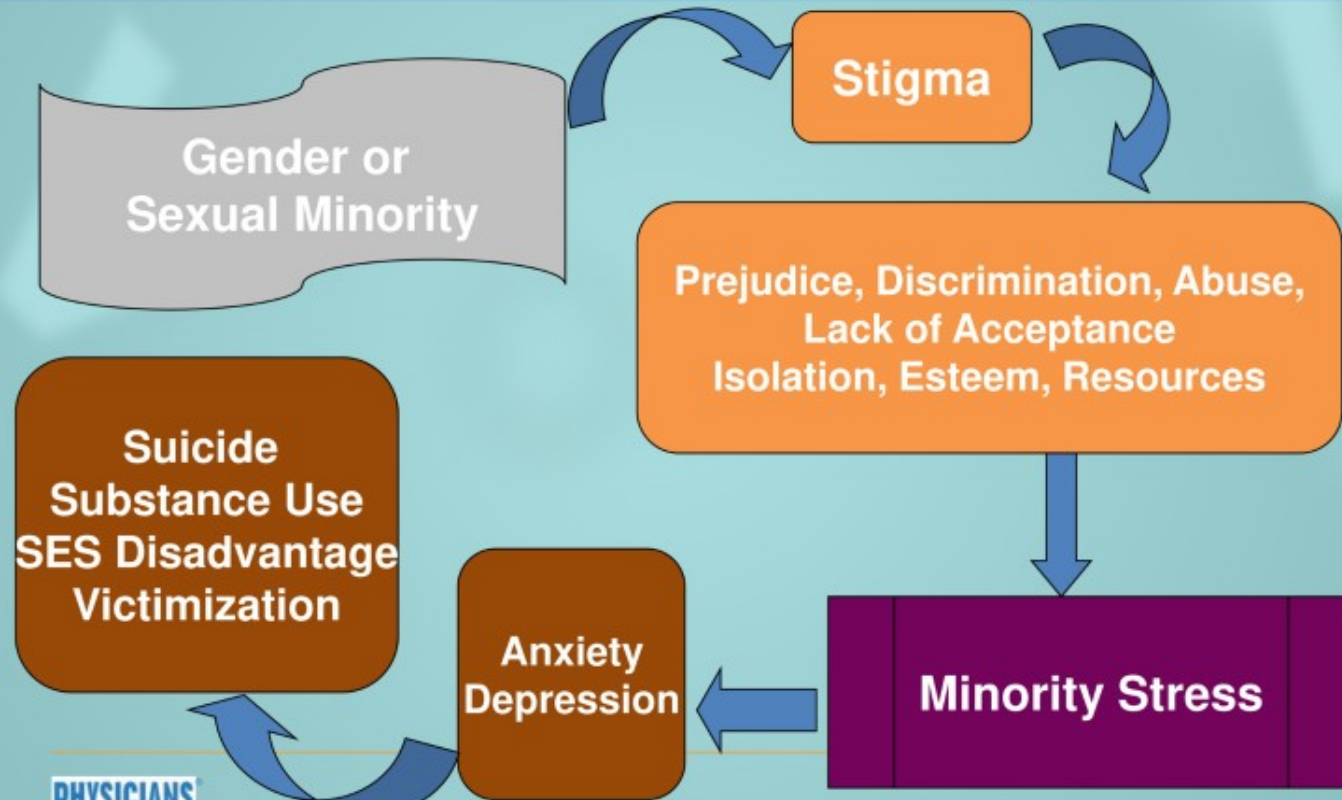 Gender or
Sexual Minority
Stigma
Prejudice, Discrimination, Abuse,
Lack of Acceptance
Isolation, Esteem, Resources
Minority Stress
Anxiety
Depression
Suicide
Substance Use
SES Disadvantage
Victimization
PHYSICIANS